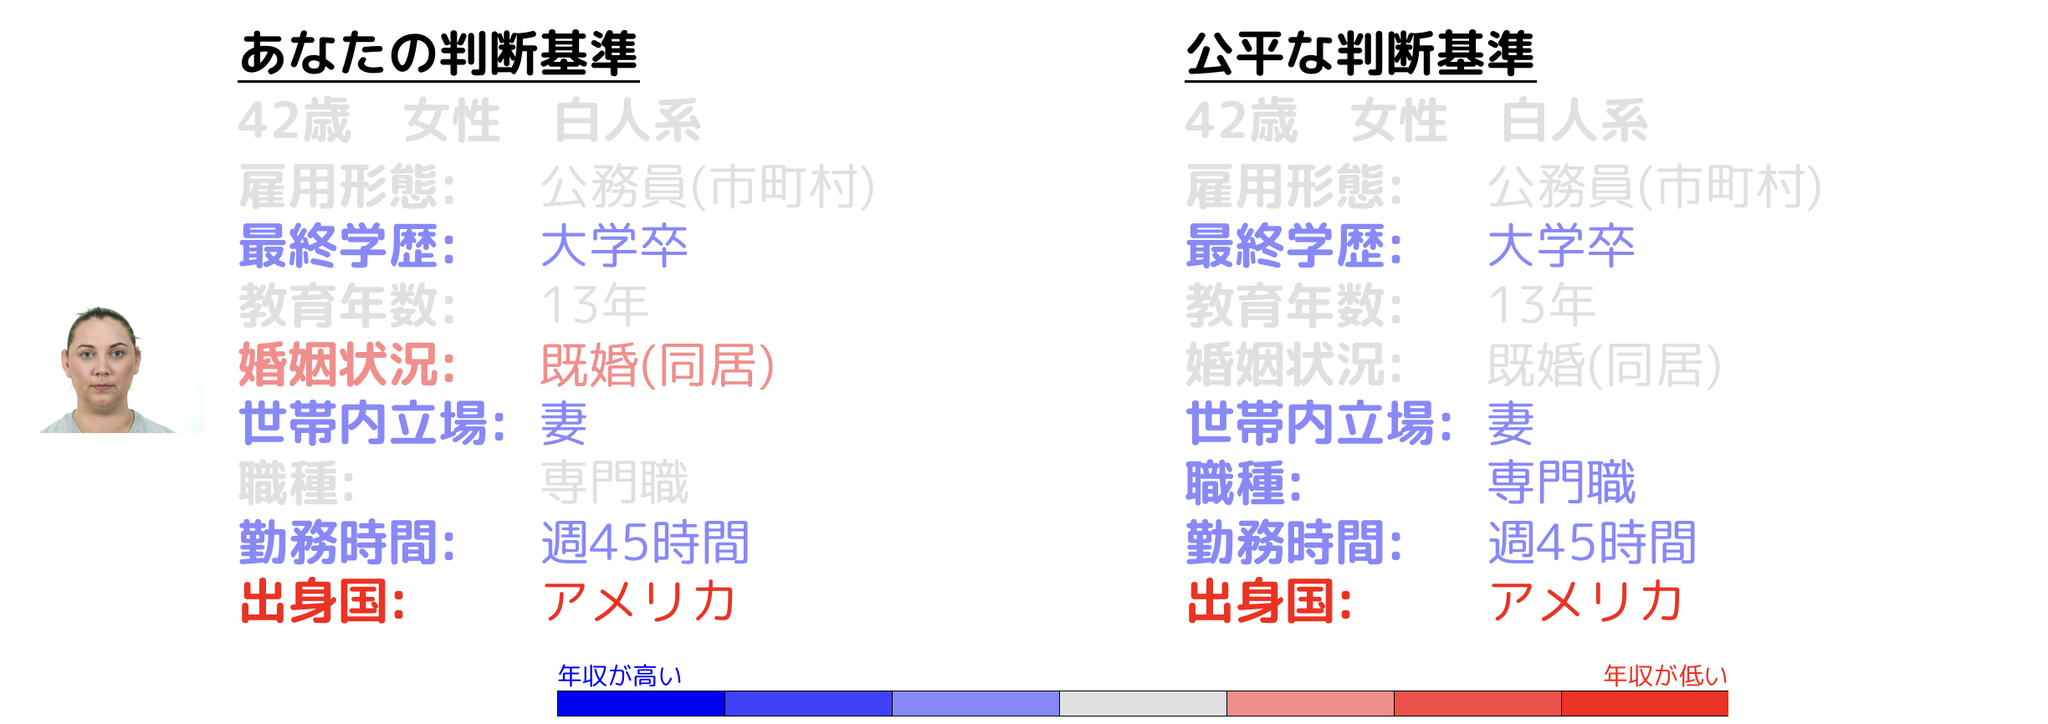 あなたの判断基準
42歳　女性　白人系
雇用形態: 公務員(市町村)
最終学歴: 大学卒
教育年数: 13年
婚姻状況: 既婚(同居)
世帯内立場: 妻
職種: 専門職
勤務時間: 週45時間
出身国: アメリカ
公平な判断基準
42歳　女性　白人系
雇用形態: 公務員(市町村)
最終学歴: 大学卒
教育年数: 13年
婚姻状況: 既婚(同居)
世帯内立場: 妻
職種: 専門職
勤務時間: 週45時間
出身国: アメリカ
年収が高い
年収が低い